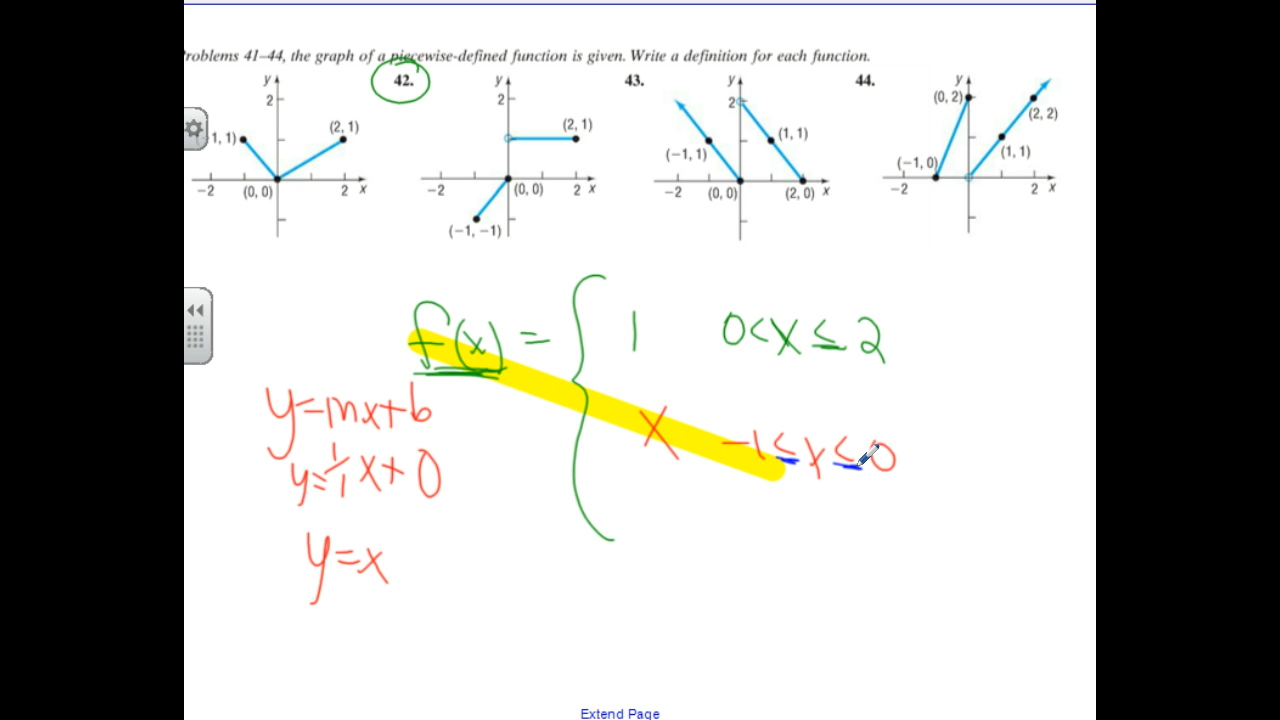 roblems 41–44, the graph of a piecewise-defined function is given. Write a definition for each function.
42. 43. 44.
y 2 1, 1) (2, 1) −2 (0, 0) 2 x
y 2 (2, 1) −2 (0, 0) 2 x (−1, −1)
y 2 (−1, 1) (1, 1) −2 (0, 0) (2, 0) x
y (0, 2) (2, 2) (−1, 0) (1, 1) −2 2 x
f(x) = { 1 0<x≤2
x −1≤x≤0
y=mx+b
y=1/1x+0
y=x
Extend Page